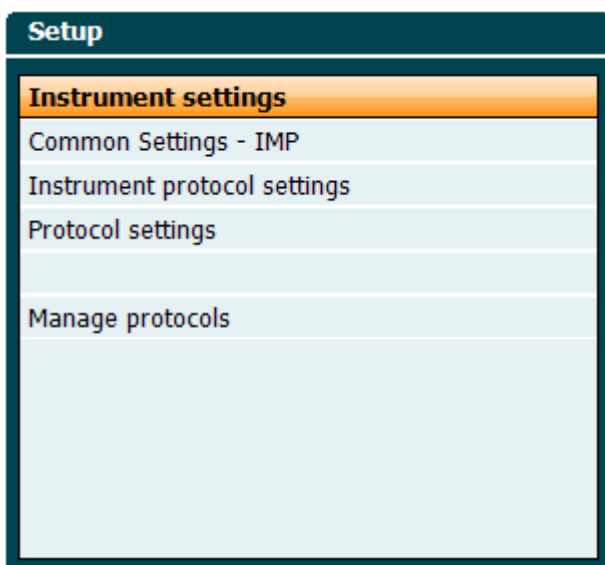 Setup
Instrument settings
Common Settings - IMP
Instrument protocol settings
Protocol settings
Manage protocols